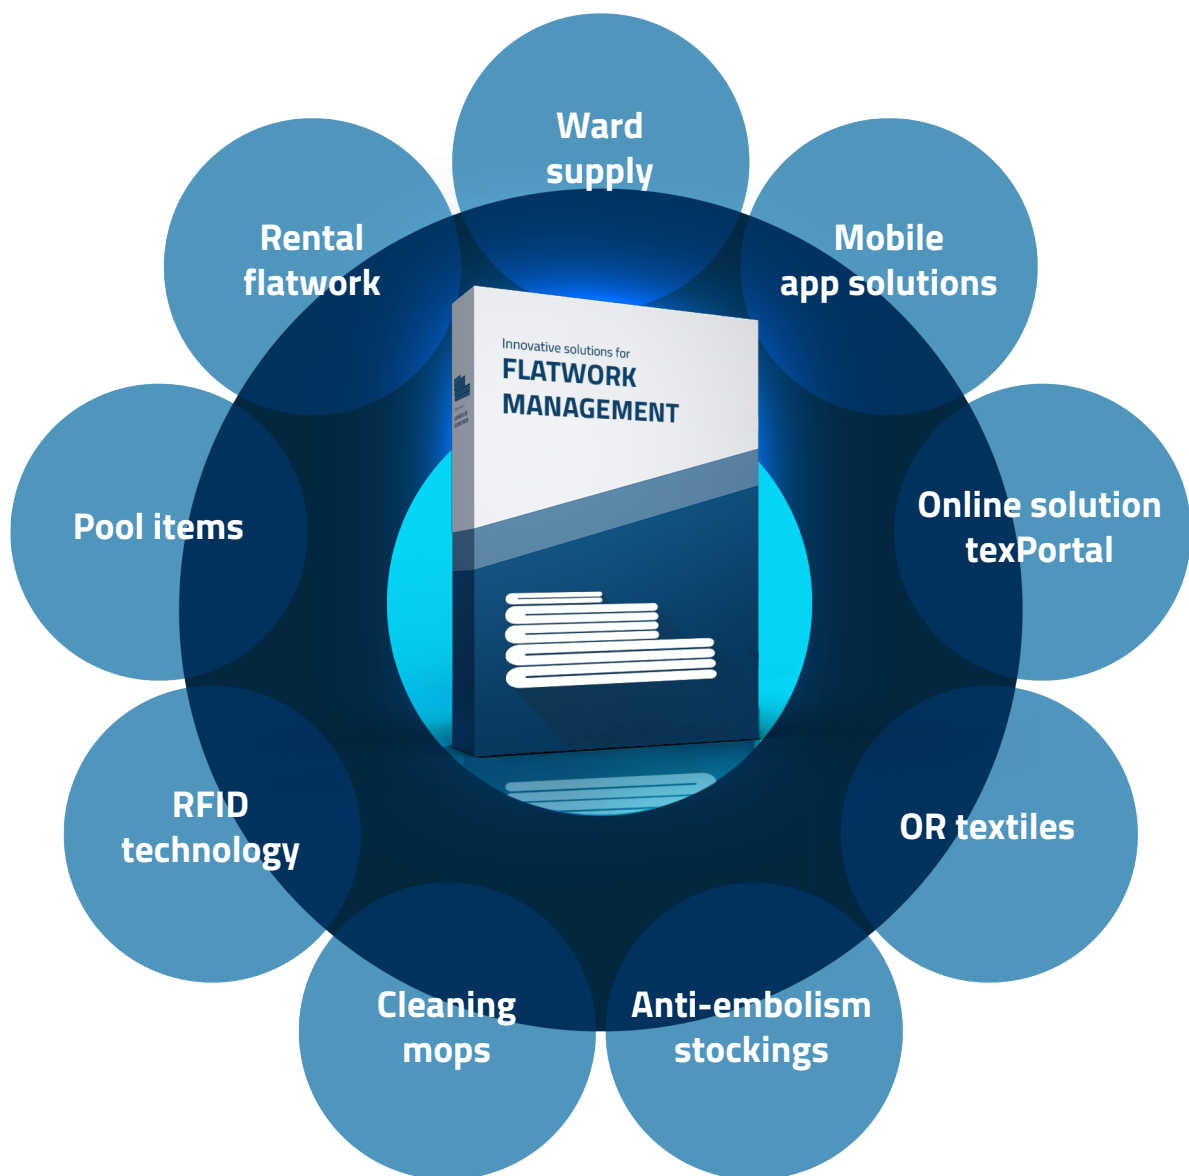 Ward
supply
Mobile
app solutions
Online solution
texPortal
OR textiles
Anti-embolism
stockings
Cleaning
mops
RFID
technology
Pool items
Rental
flatwork
Innovative solutions for
FLATWORK
MANAGEMENT